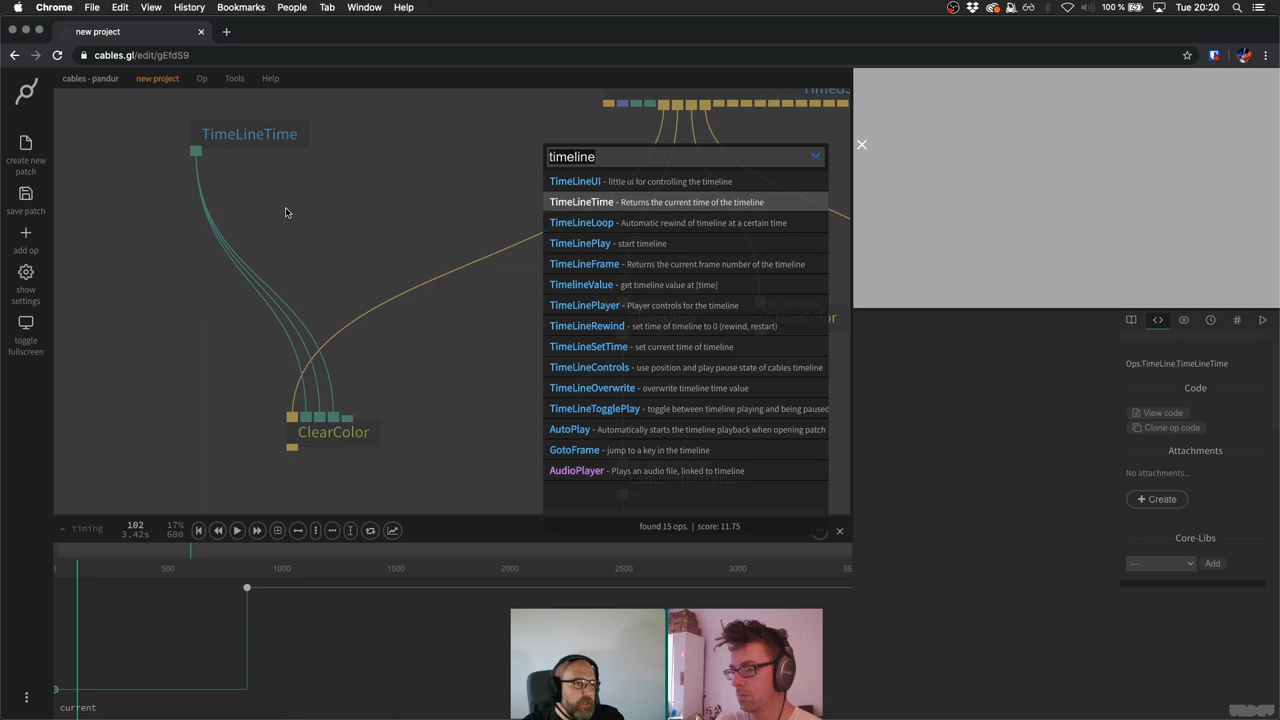 Chrome File Edit View History Bookmarks People Tab Window Help 100 % Tue 20:20
new project
cables.gl/edit/gEfdS9
cables - pandur new project Op Tools Help
create new
patch
save patch
add op
show
settings
toggle
fullscreen
TimeLineTime
ClearColor
timeline
TimeLineUI - little ui for controlling the timeline
TimeLineTime - Returns the current time of the timeline
TimeLineLoop - Automatic rewind of timeline at a certain time
TimeLinePlay - start timeline
TimeLineFrame - Returns the current frame number of the timeline
TimelineValue - get timeline value at [time]
TimeLinePlayer - Player controls for the timeline
TimeLineRewind - set time of timeline to 0 (rewind, restart)
TimeLineSetTime - set current time of timeline
TimeLineControls - use position and play pause state of cables timeline
TimeLineOverwrite - overwrite timeline time value
TimeLineTogglePlay - toggle between timeline playing and being paused
AutoPlay - Automatically starts the timeline playback when opening patch
GotoFrame - jump to a key in the timeline
AudioPlayer - Plays an audio file, linked to timeline
found 15 ops. | score: 11.75
ClearColor
Ops.TimeLine.TimeLineTime
Code
View code
Clone op code
Attachments
No attachments...
+ Create
Core-Libs
--- Add
timing 102 17%
3.42s 600
500 1000 1500 2000 2500 3000
current
UNDEV